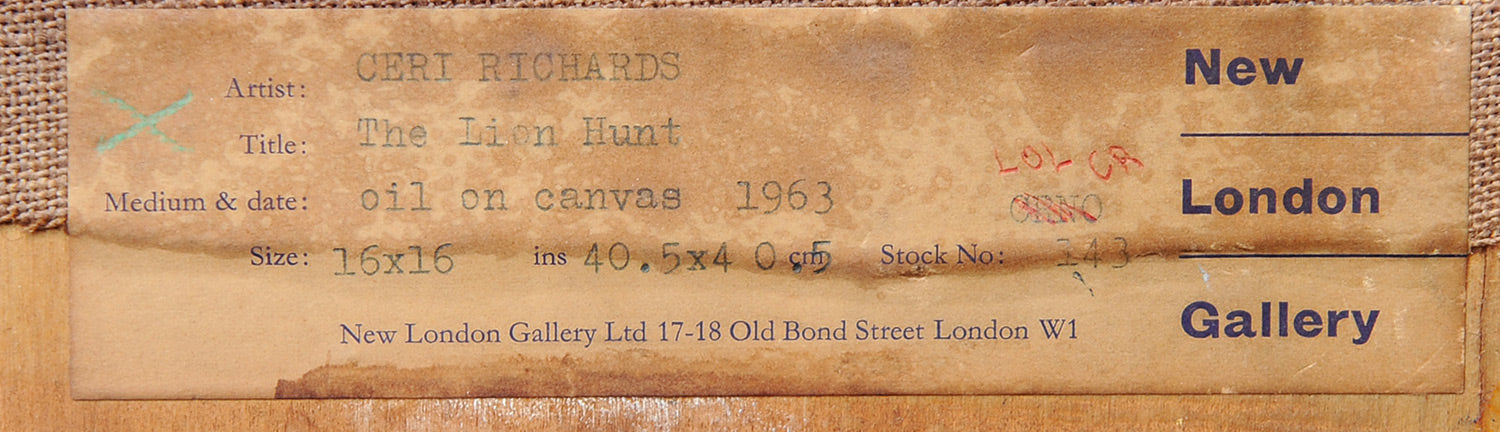 Artist: CERI RICHARDS
Title: The Lion Hunt
Medium & date: oil on canvas 1963
Size: 16x16 ins 40.5x40.5 cm Stock No: 143
New London Gallery Ltd 17-18 Old Bond Street London W1
New
London
Gallery